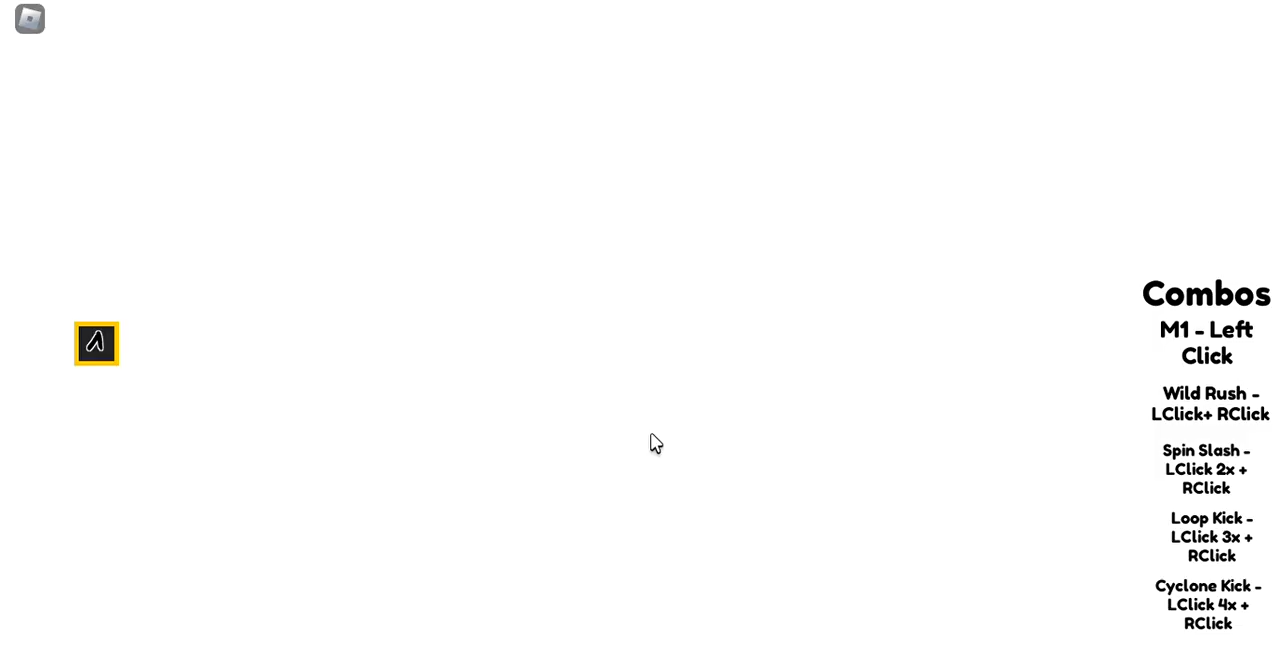 Combos
M1 - Left
Click
Wild Rush -
LClick+ RClick
Spin Slash -
LClick 2x +
RClick
Loop Kick -
LClick 3x +
RClick
Cyclone Kick -
LClick 4x +
RClick